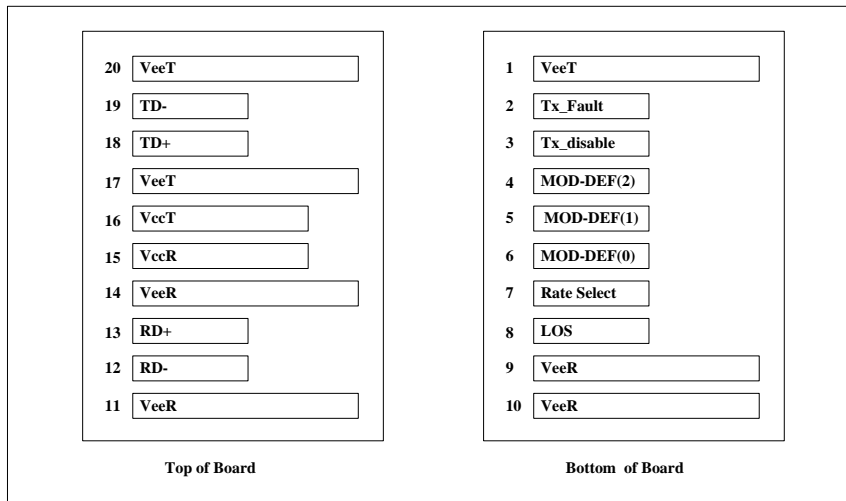 20 VeeT
19 TD-
18 TD+
17 VeeT
16 VccT
15 VccR
14 VeeR
13 RD+
12 RD-
11 VeeR
Top of Board
1 VeeT
2 Tx_Fault
3 Tx_disable
4 MOD-DEF(2)
5 MOD-DEF(1)
6 MOD-DEF(0)
7 Rate Select
8 LOS
9 VeeR
10 VeeR
Bottom of Board